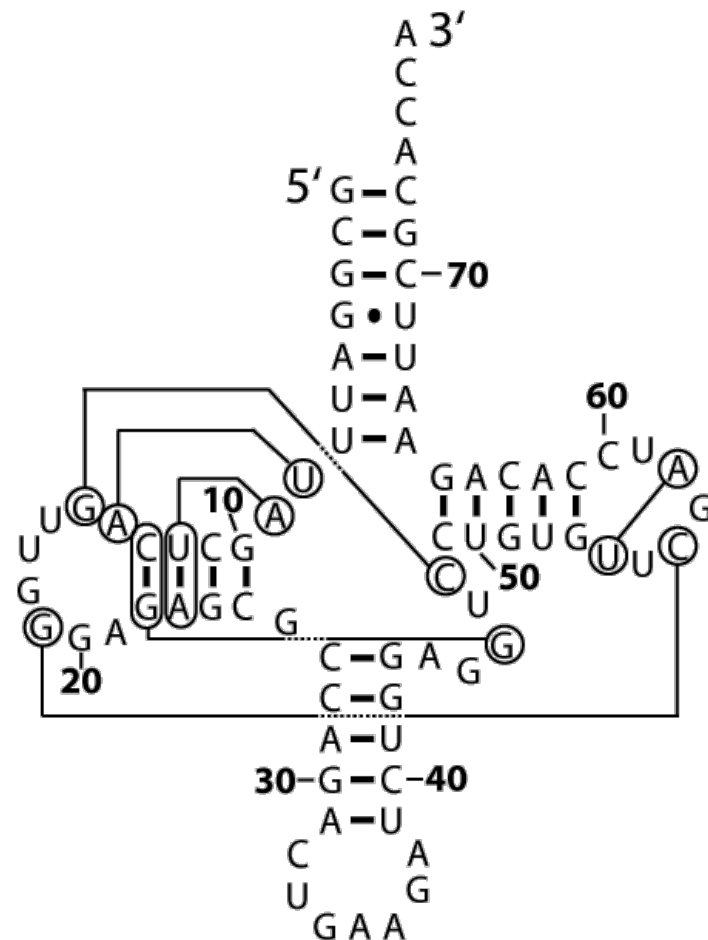 A 3‘
C
C
A
5‘ G C
C G
G C 70
G • U
A U
U A 60
U A C U A
U G A C A C G
10 A
U G A C U C G C U G U G U U C
U C 50
G G A G C U
G G A G G
20 C G A G
C G
A U
30 G C 40
A U
C A
U G
G A A A